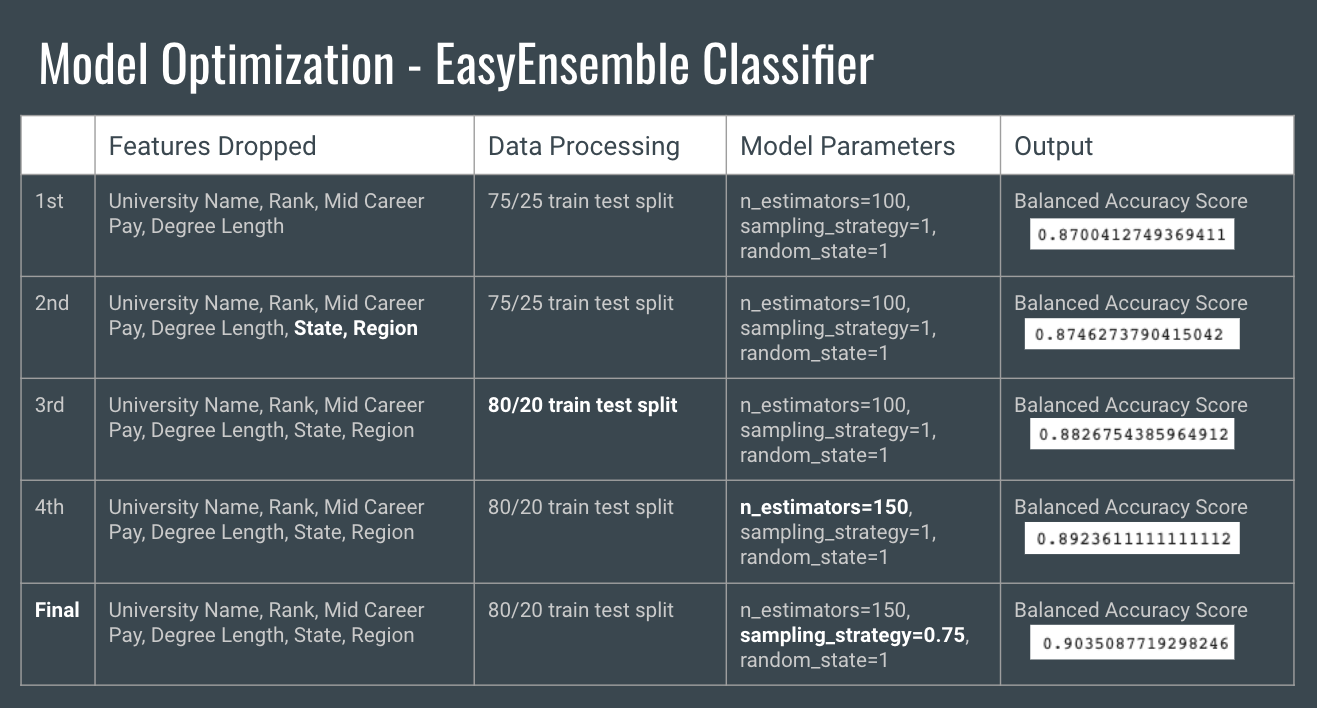 Model Optimization - EasyEnsemble Classifier
Features Dropped
Data Processing
Model Parameters
Output
1st
University Name, Rank, Mid Career
Pay, Degree Length
75/25 train test split
n_estimators=100,
sampling_strategy=1,
random_state=1
Balanced Accuracy Score
0.8700412749369411
2nd
University Name, Rank, Mid Career
Pay, Degree Length, State, Region
75/25 train test split
n_estimators=100,
sampling_strategy=1,
random_state=1
Balanced Accuracy Score
0.8746273790415042
3rd
University Name, Rank, Mid Career
Pay, Degree Length, State, Region
80/20 train test split
n_estimators=100,
sampling_strategy=1,
random_state=1
Balanced Accuracy Score
0.8826754385964912
4th
University Name, Rank, Mid Career
Pay, Degree Length, State, Region
80/20 train test split
n_estimators=150,
sampling_strategy=1,
random_state=1
Balanced Accuracy Score
0.8923611111111112
Final
University Name, Rank, Mid Career
Pay, Degree Length, State, Region
80/20 train test split
n_estimators=150,
sampling_strategy=0.75,
random_state=1
Balanced Accuracy Score
0.9035087719298246